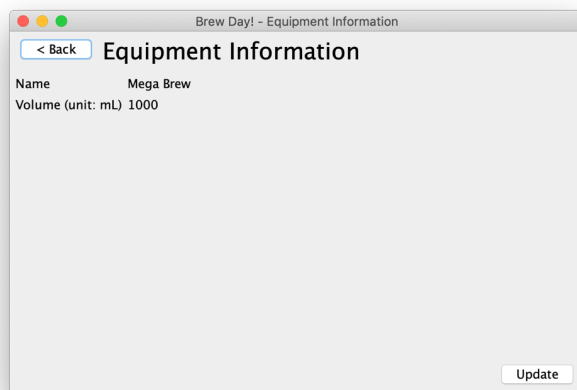 Brew Day! - Equipment Information
< Back Equipment Information
Name Mega Brew
Volume (unit: mL) 1000
Update